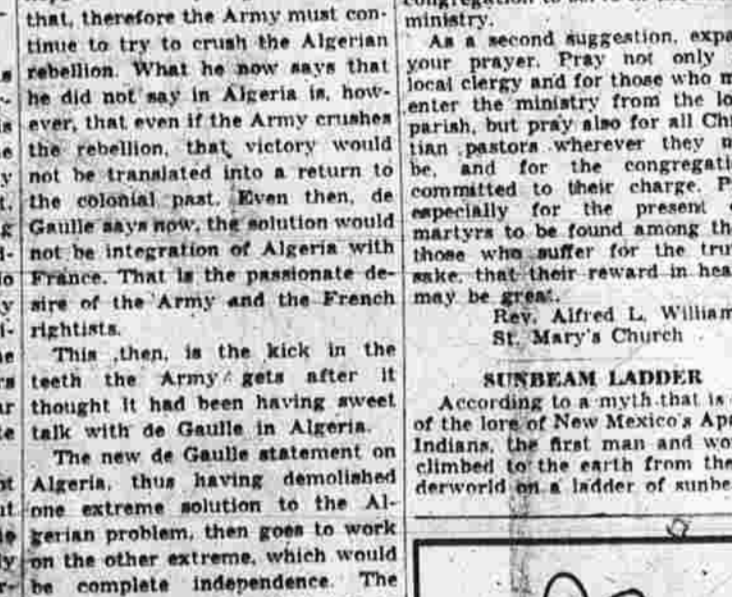 that, therefore the Army must con-
tinue to try to crush the Algerian
rebellion. What he now says that
he did not say in Algeria is, how-
ever, that even if the Army crushes
the rebellion, that victory would
not be translated into a return to
the colonial past. Even then, de
Gaulle says now, the solution would
not be integration of Algeria with
France. That is the passionate de-
sire of the Army and the French
rightists.
This then, is the kick in the
teeth the Army gets after it
thought it had been having sweet
talk with de Gaulle in Algeria.
The new de Gaulle statement on
Algeria, thus having demolished
one extreme solution to the Al-
gerian problem, then goes to work
on the other extreme, which would
be complete independence. The
ministry.
As a second suggestion, expa
your prayer. Pray not only
local clergy and for those who m
enter the ministry from the lo
parish, but pray also for all Chr
tian pastors wherever they m
be, and for the congregati
committed to their charge. P
especially for the present
martyrs to be found among th
those who suffer for the tru
sake, that their reward in hea
may be great.
Rev. Alfred L. William
St. Mary's Church
SUNBEAM LADDER
According to a myth that is
of the lore of New Mexico's Apa
Indians, the first man and wo
climbed to the earth from the
derworld on a ladder of sunbe